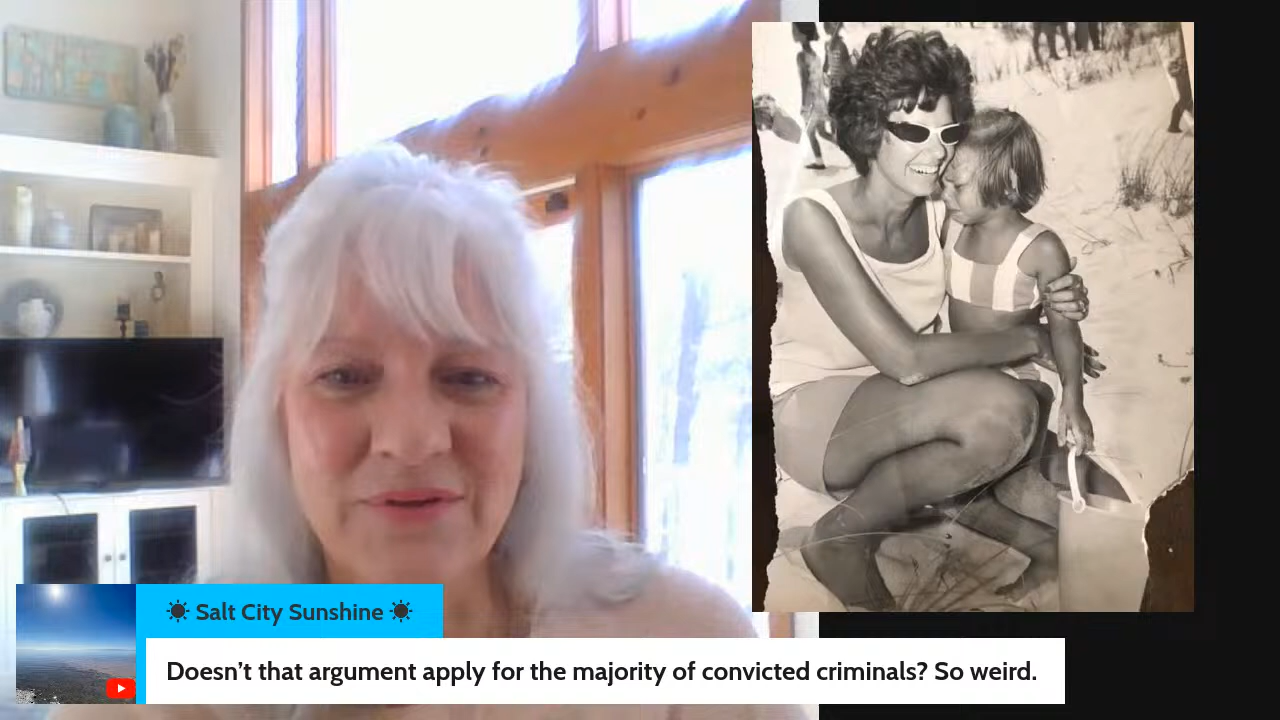 ☀ Salt City Sunshine ☀
Doesn’t that argument apply for the majority of convicted criminals? So weird.